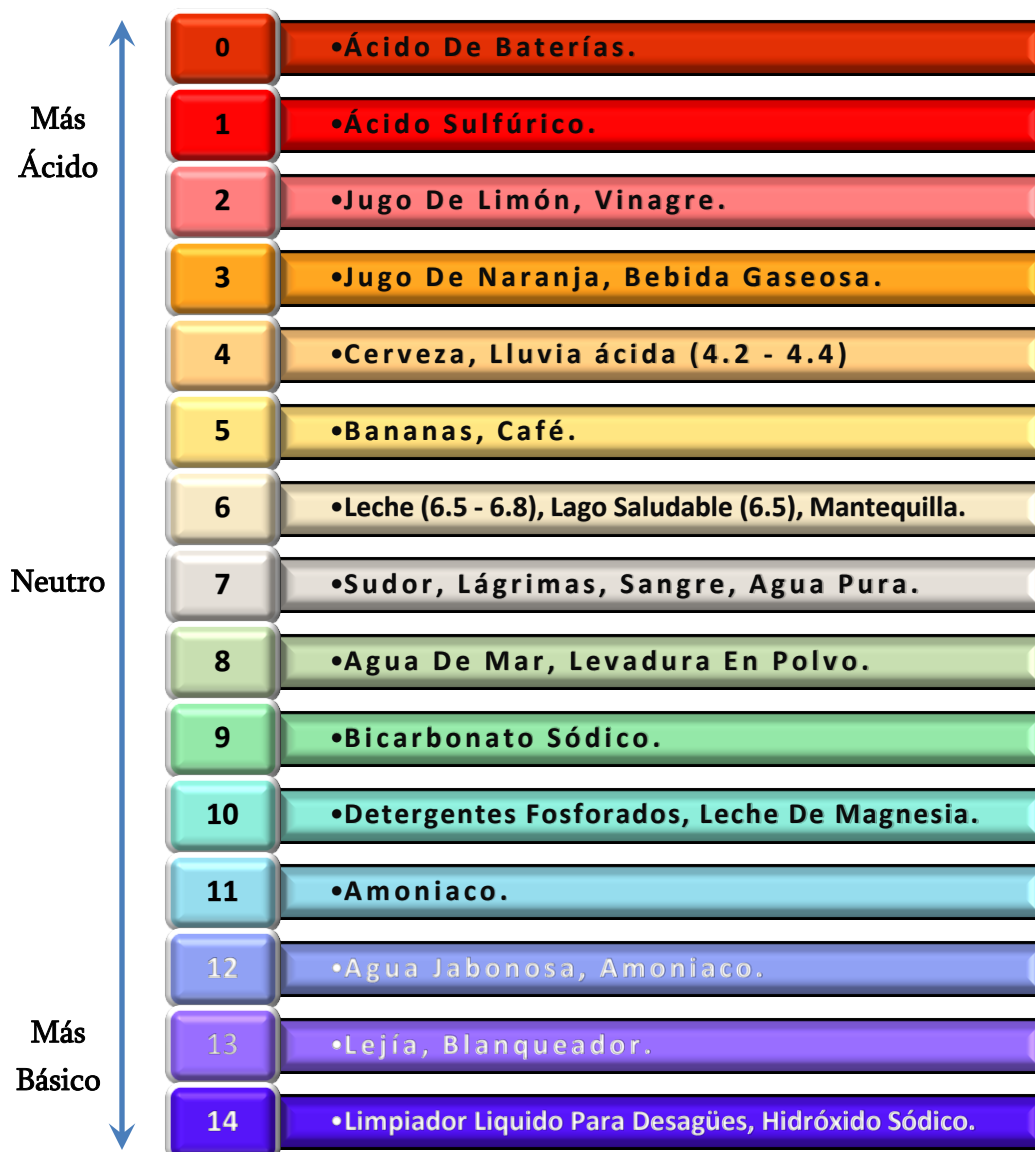 0
•Ácido De Baterías.
Más
Ácido
1
•Ácido Sulfúrico.
2
•Jugo De Limón, Vinagre.
3
•Jugo De Naranja, Bebida Gaseosa.
4
•Cerveza, Lluvia ácida (4.2 - 4.4)
5
•Bananas, Café.
6
•Leche (6.5 - 6.8), Lago Saludable (6.5), Mantequilla.
Neutro
7
•Sudor, Lágrimas, Sangre, Agua Pura.
8
•Agua De Mar, Levadura En Polvo.
9
•Bicarbonato Sódico.
10
•Detergentes Fosforados, Leche De Magnesia.
11
•Amoniaco.
12
•Agua Jabonosa, Amoniaco.
Más
Básico
13
•Lejía, Blanqueador.
14
•Limpiador Liquido Para Desagües, Hidróxido Sódico.